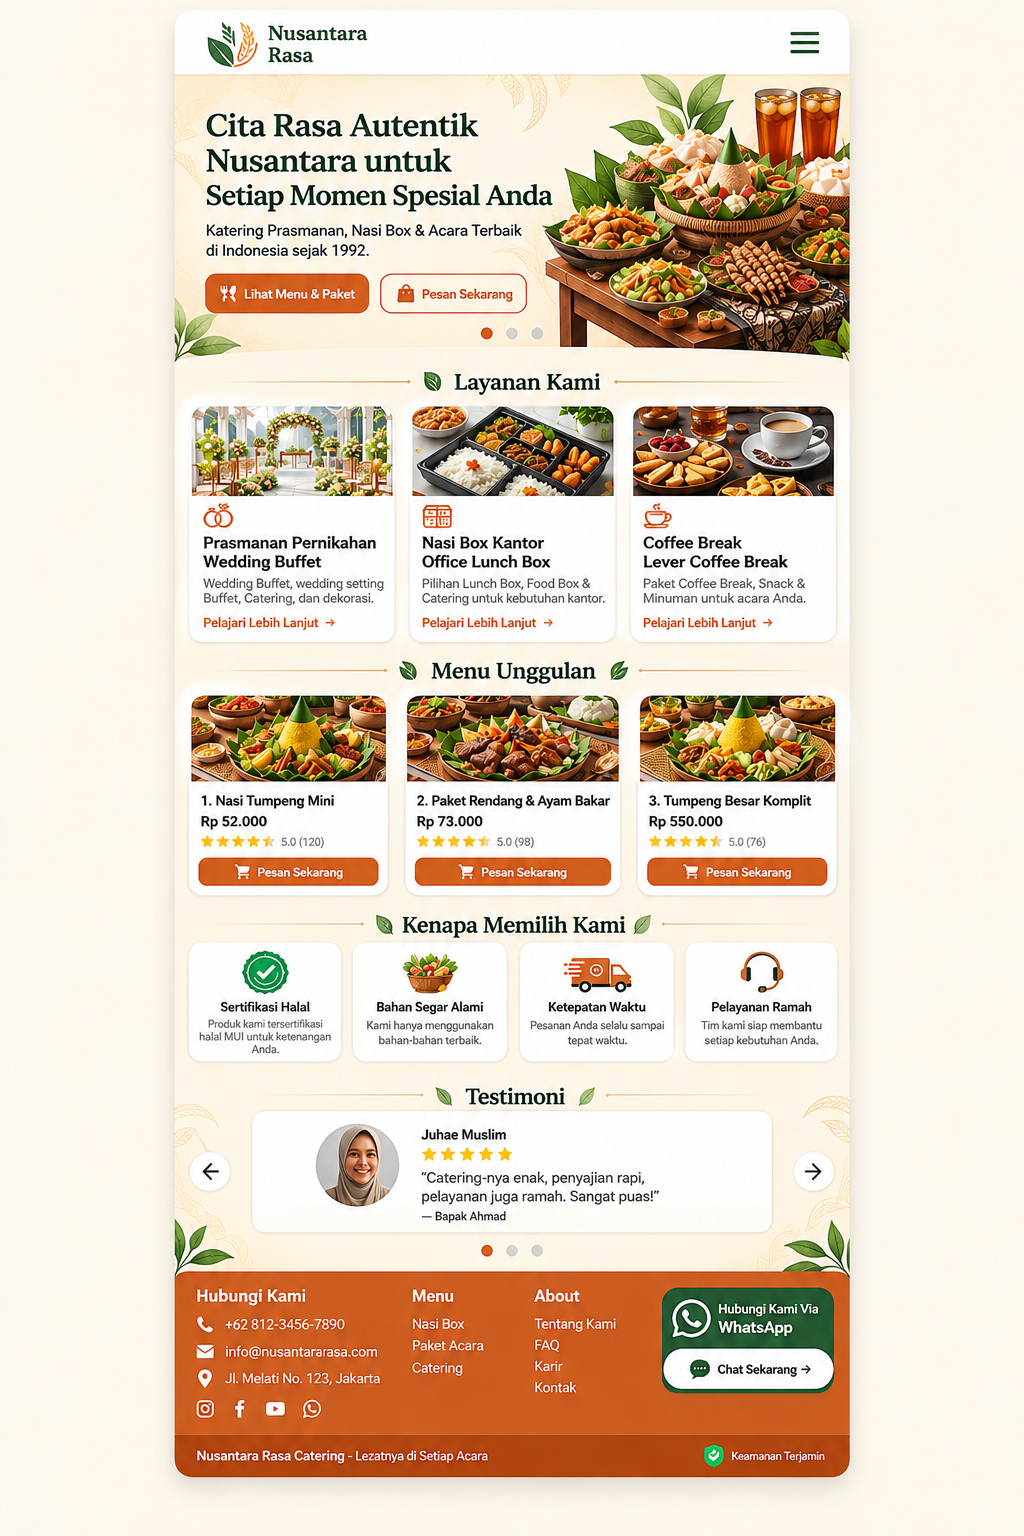 Nusantara
Rasa
Cita Rasa Autentik
Nusantara untuk
Setiap Momen Spesial Anda
Katering Prasmanan, Nasi Box & Acara Terbaik
di Indonesia sejak 1992.
Lihat Menu & Paket
Pesan Sekarang
Layanan Kami
Prasmanan Pernikahan
Wedding Buffet
Wedding Buffet, wedding setting
Buffet, Catering, dan dekorasi.
Pelajari Lebih Lanjut →
Nasi Box Kantor
Office Lunch Box
Pilihan Lunch Box, Food Box &
Catering untuk kebutuhan kantor.
Pelajari Lebih Lanjut →
Coffee Break
Lever Coffee Break
Paket Coffee Break, Snack &
Minuman untuk acara Anda.
Pelajari Lebih Lanjut →
Menu Unggulan
1. Nasi Tumpeng Mini
Rp 52.000
5.0 (120)
Pesan Sekarang
2. Paket Rendang & Ayam Bakar
Rp 73.000
5.0 (98)
Pesan Sekarang
3. Tumpeng Besar Komplit
Rp 550.000
5.0 (76)
Pesan Sekarang
Kenapa Memilih Kami
Sertifikasi Halal
Produk kami tersertifikasi
halal MUI untuk ketenangan
Anda.
Bahan Segar Alami
Kami hanya menggunakan
bahan-bahan terbaik.
Ketepatan Waktu
Pesanan Anda selalu sampai
tepat waktu.
Pelayanan Ramah
Tim kami siap membantu
setiap kebutuhan Anda.
Testimoni
Juhae Muslim
“Catering-nya enak, penyajian rapi,
pelayanan juga ramah. Sangat puas!”
— Bapak Ahmad
Hubungi Kami
+62 812-3456-7890
info@nusantararasa.com
Jl. Melati No. 123, Jakarta
Menu
Nasi Box
Paket Acara
Catering
About
Tentang Kami
FAQ
Karir
Kontak
Hubungi Kami Via
WhatsApp
Chat Sekarang →
Nusantara Rasa Catering - Lezatnya di Setiap Acara
Keamanan Terjamin